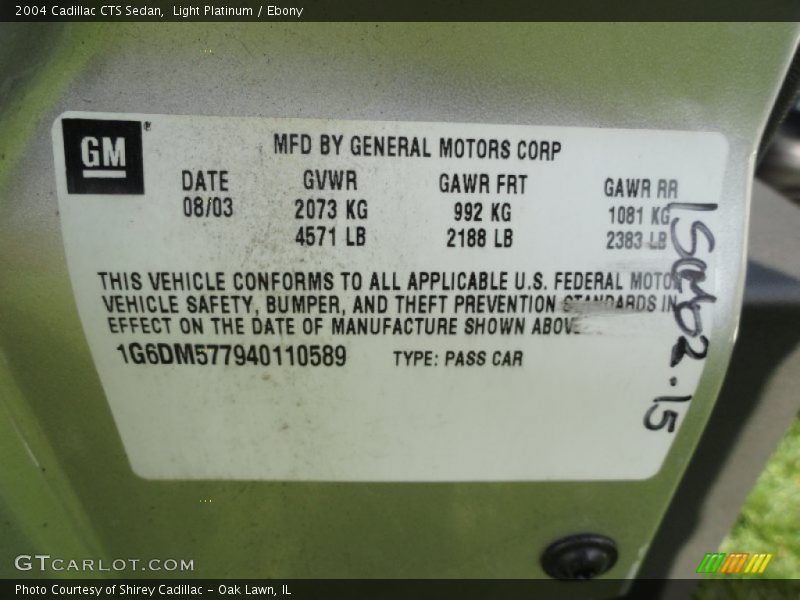 2004 Cadillac CTS Sedan,  Light Platinum / Ebony
GM
MFD BY GENERAL MOTORS CORP
DATE GVWR GAWR FRT GAWR RR
08/03 2073 KG 992 KG 1081 KG
4571 LB 2188 LB 2383 LB
THIS VEHICLE CONFORMS TO ALL APPLICABLE U.S. FEDERAL MOTOR
VEHICLE SAFETY, BUMPER, AND THEFT PREVENTION STANDARDS IN
EFFECT ON THE DATE OF MANUFACTURE SHOWN ABOVE.
1G6DM577940110589 TYPE: PASS CAR
GTCARLOT.COM
Photo Courtesy of Shirey Cadillac - Oak Lawn, IL